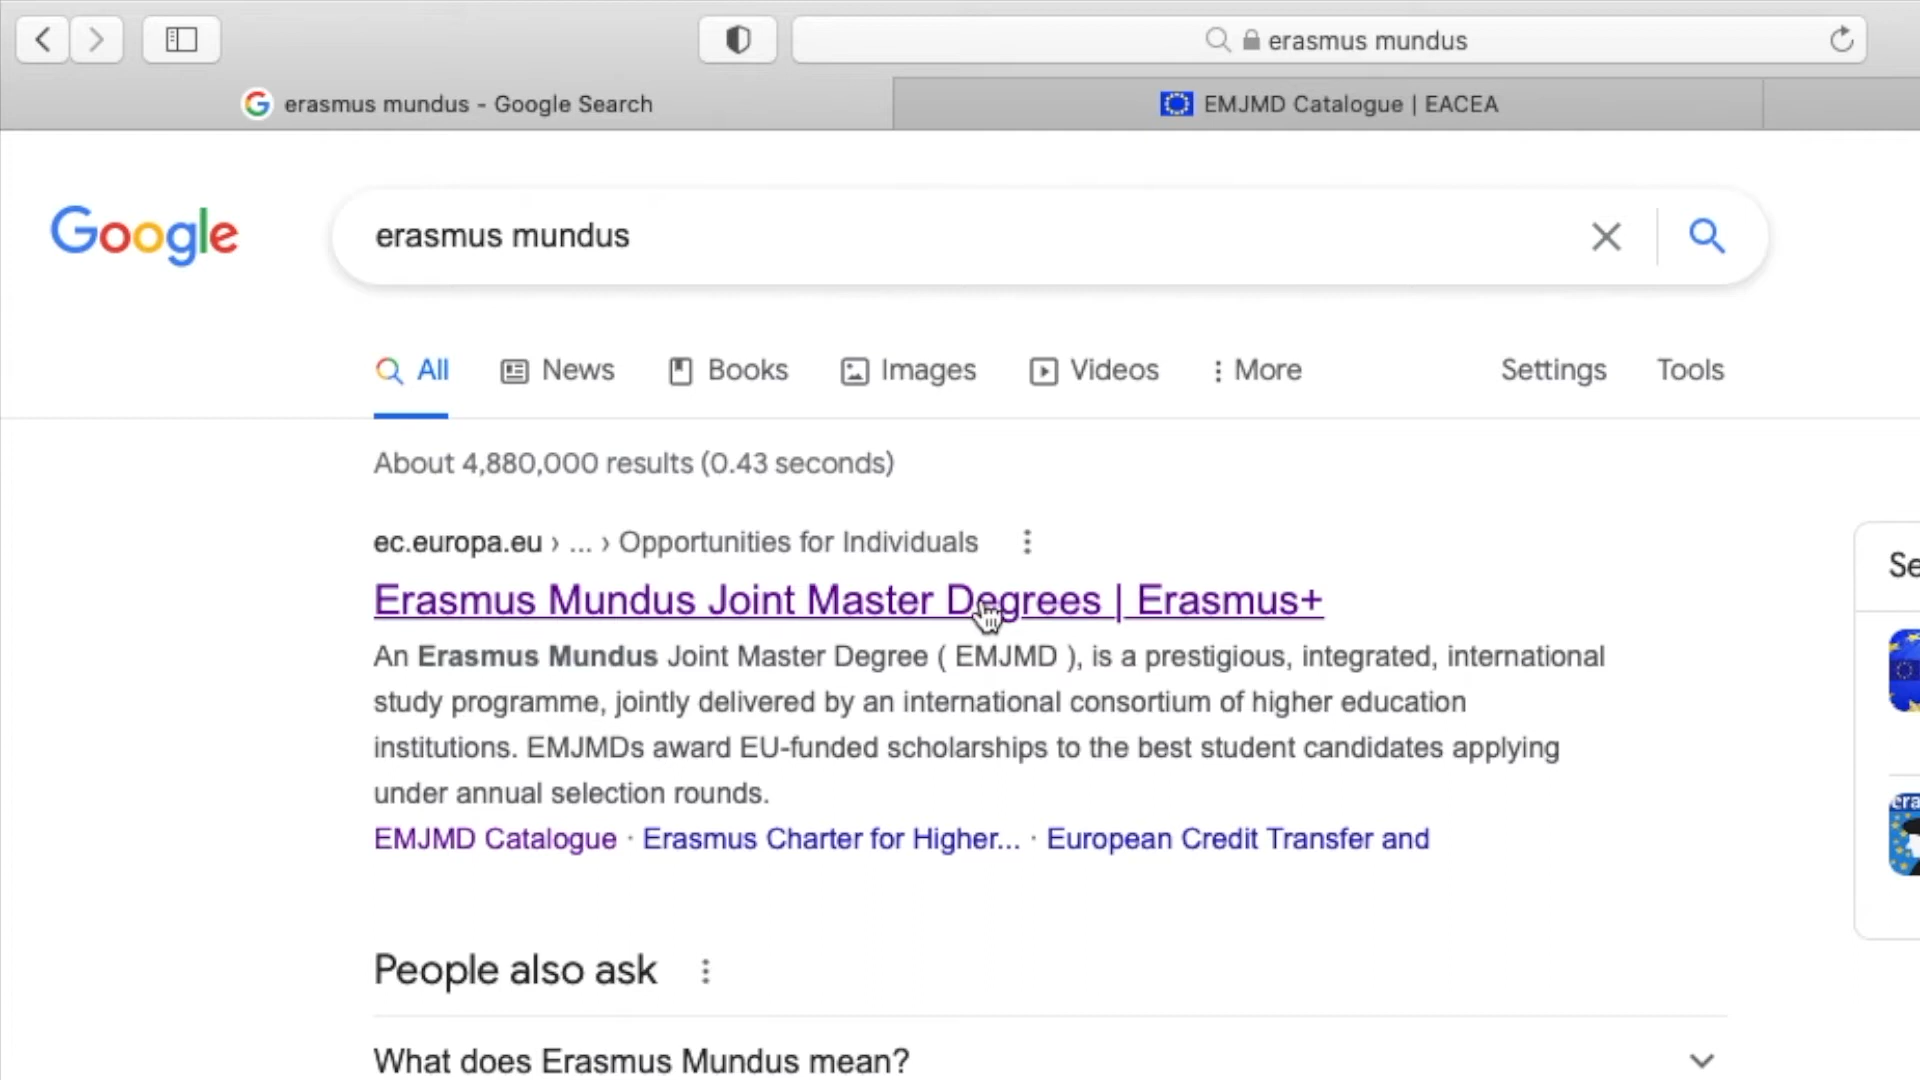 erasmus mundus
erasmus mundus - Google Search
EMJMD Catalogue | EACEA
Google
erasmus mundus
All
News
Books
Images
Videos
More
Settings
Tools
About 4,880,000 results (0.43 seconds)
ec.europa.eu › ... › Opportunities for Individuals
Erasmus Mundus Joint Master Degrees | Erasmus+
An Erasmus Mundus Joint Master Degree ( EMJMD ), is a prestigious, integrated, international
study programme, jointly delivered by an international consortium of higher education
institutions. EMJMDs award EU-funded scholarships to the best student candidates applying
under annual selection rounds.
EMJMD Catalogue · Erasmus Charter for Higher... · European Credit Transfer and
People also ask
What does Erasmus Mundus mean?